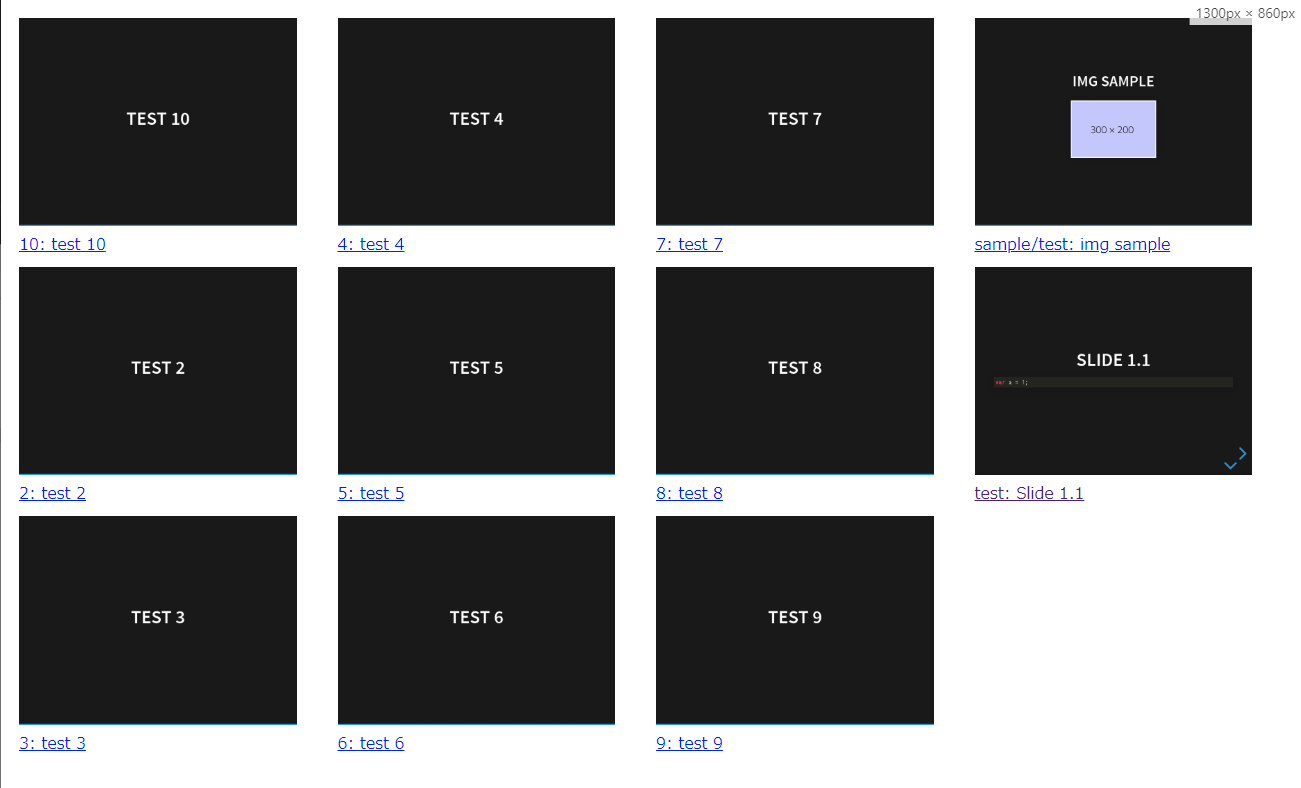 1300px × 860px
TEST 10
10: test 10
TEST 2
2: test 2
TEST 3
3: test 3
TEST 4
4: test 4
TEST 5
5: test 5
TEST 6
6: test 6
TEST 7
7: test 7
TEST 8
8: test 8
TEST 9
9: test 9
IMG SAMPLE
300 × 200
sample/test: img sample
SLIDE 1.1
var a = 1;
test: Slide 1.1